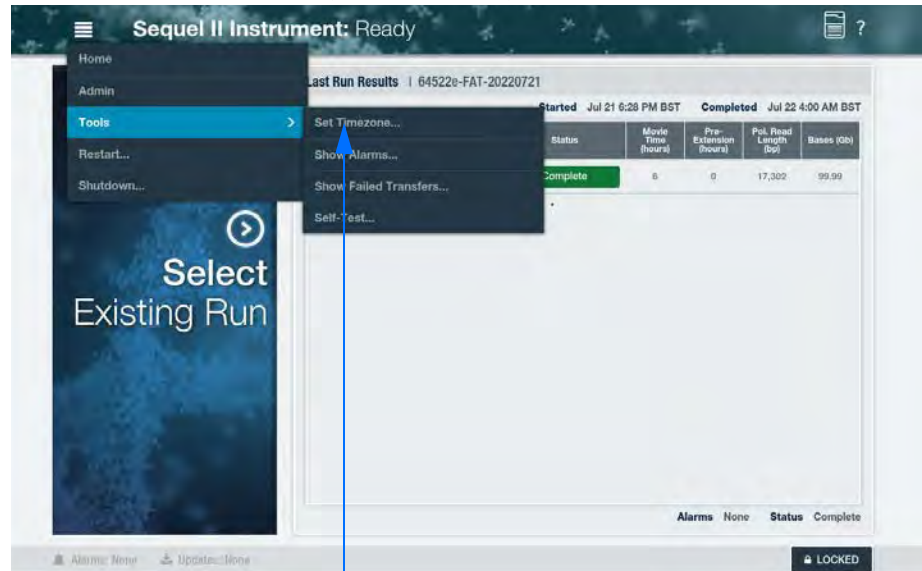 Sequel II Instrument: Ready
?
Home
Admin
Tools
Restart...
Shutdown...
Set Timezone...
Show Alarms...
Show Failed Transfers...
Self-Test...
Last Run Results | 64522e-FAT-20220721
Started Jul 21 6:28 PM BST Completed Jul 22 4:00 AM BST
Status Movie Time (hours) Pre-Extension (hours) Pol. Read Length (bp) Bases (Gb)
Complete 6 0 17,302 99.99
Select
Existing Run
Alarms None Status Complete
Alarms: None Updates: None
LOCKED